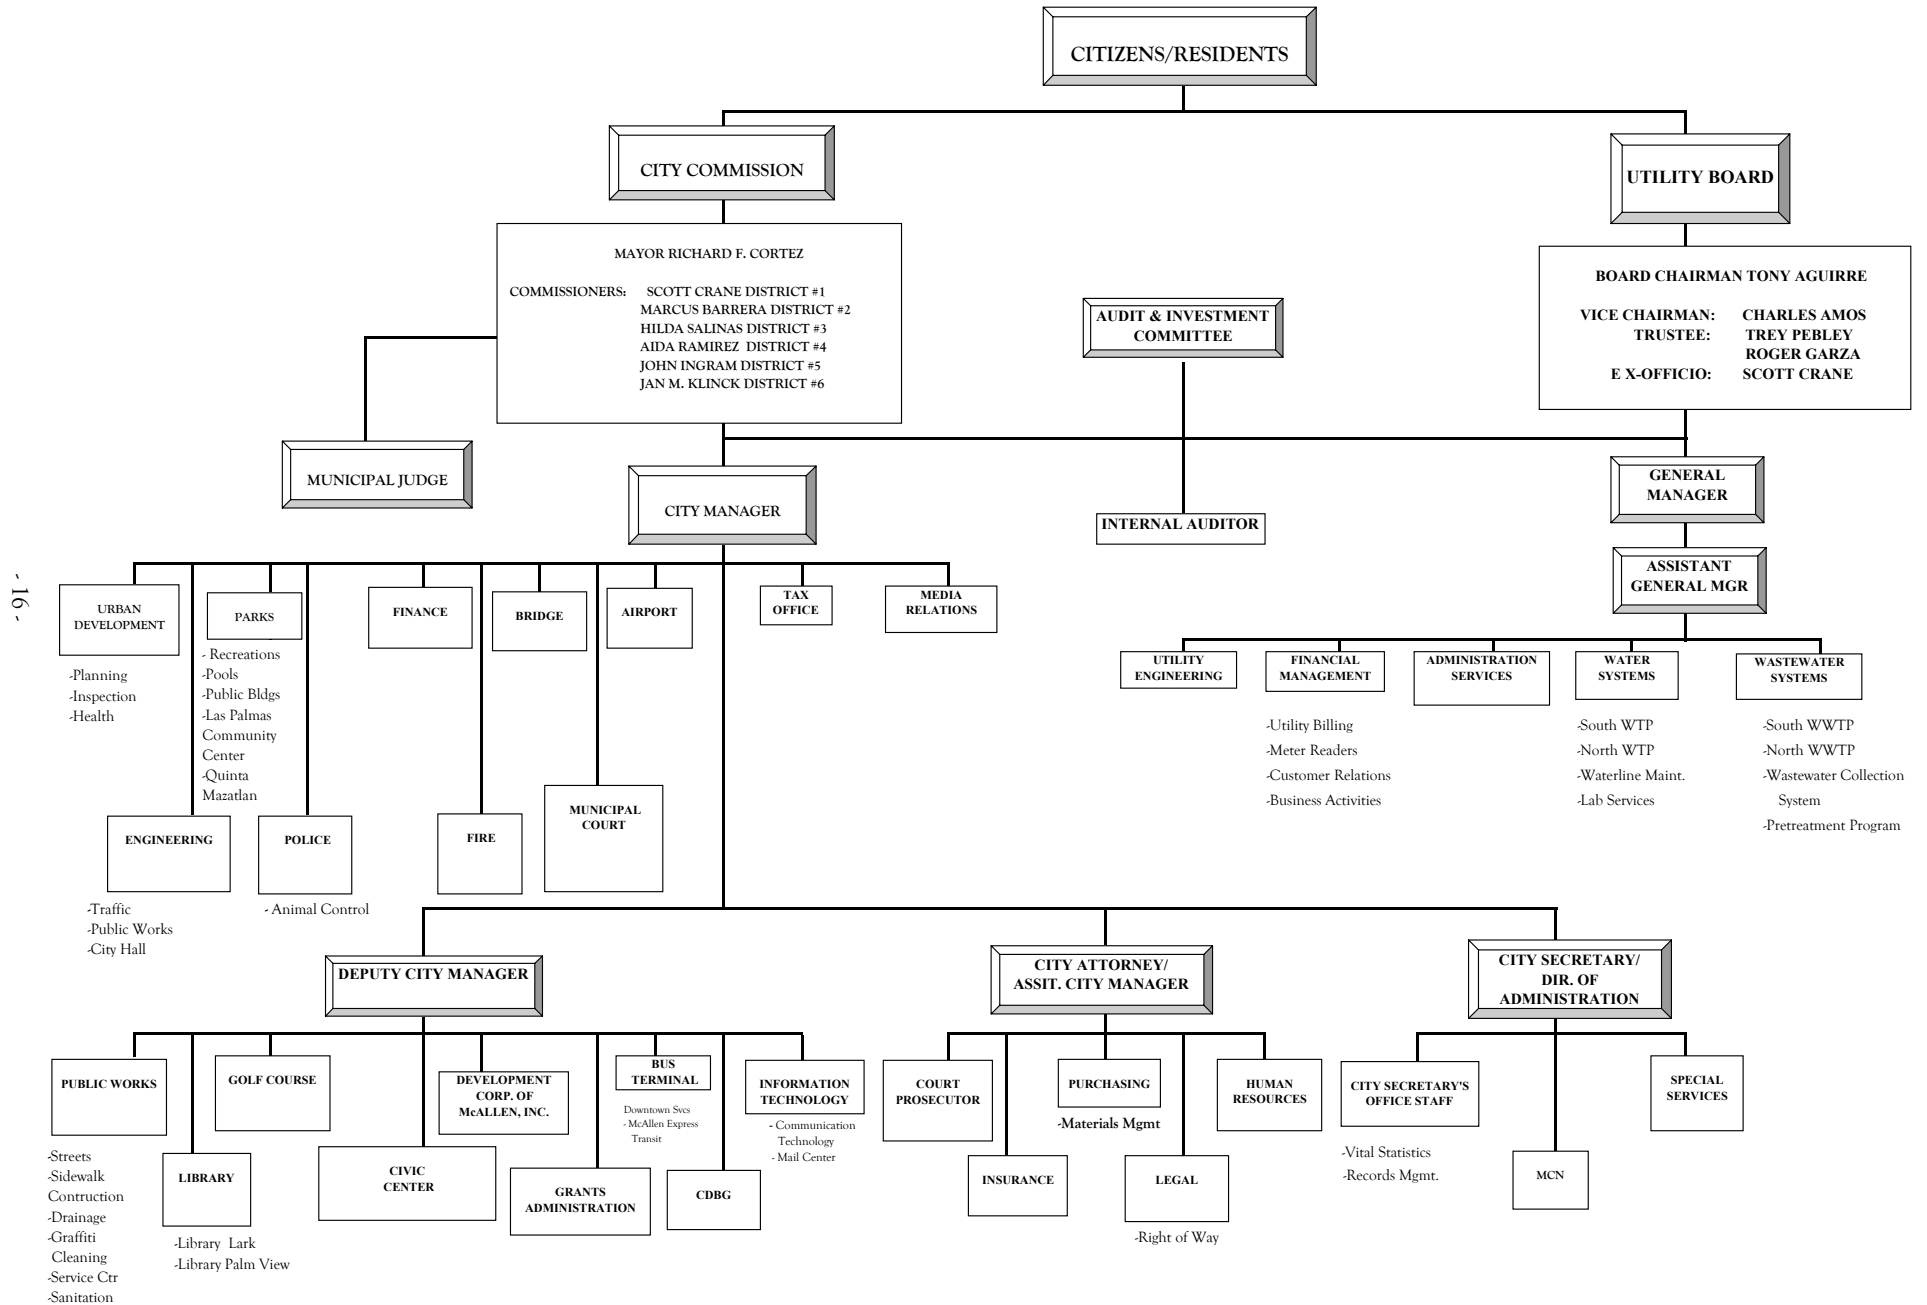 CITIZENS/RESIDENTS
CITY COMMISSION
UTILITY BOARD
MAYOR RICHARD F. CORTEZ
COMMISSIONERS: SCOTT CRANE DISTRICT #1
MARCUS BARRERA DISTRICT #2
HILDA SALINAS DISTRICT #3
AIDA RAMIREZ DISTRICT #4
JOHN INGRAM DISTRICT #5
JAN M. KLINCK DISTRICT #6
BOARD CHAIRMAN TONY AGUIRRE
VICE CHAIRMAN: CHARLES AMOS
TRUSTEE: TREY PEBLEY
ROGER GARZA
E X-OFFICIO: SCOTT CRANE
AUDIT & INVESTMENT
COMMITTEE
MUNICIPAL JUDGE
CITY MANAGER
INTERNAL AUDITOR
GENERAL
MANAGER
ASSISTANT
GENERAL MGR
- 16 -
URBAN
DEVELOPMENT
-Planning
-Inspection
-Health
PARKS
- Recreations
-Pools
-Public Bldgs
-Las Palmas
Community
Center
-Quinta
Mazatlan
FINANCE
BRIDGE
AIRPORT
TAX
OFFICE
MEDIA
RELATIONS
UTILITY
ENGINEERING
FINANCIAL
MANAGEMENT
-Utility Billing
-Meter Readers
-Customer Relations
-Business Activities
ADMINISTRATION
SERVICES
WATER
SYSTEMS
-South WTP
-North WTP
-Waterline Maint.
-Lab Services
WASTEWATER
SYSTEMS
-South WWTP
-North WWTP
-Wastewater Collection
System
-Pretreatment Program
ENGINEERING
-Traffic
-Public Works
-City Hall
POLICE
- Animal Control
FIRE
MUNICIPAL
COURT
DEPUTY CITY MANAGER
CITY ATTORNEY/
ASSIT. CITY MANAGER
CITY SECRETARY/
DIR. OF
ADMINISTRATION
PUBLIC WORKS
-Streets
-Sidewalk
Contruction
-Drainage
-Graffiti
Cleaning
-Service Ctr
-Sanitation
LIBRARY
-Library Lark
-Library Palm View
GOLF COURSE
CIVIC
CENTER
DEVELOPMENT
CORP. OF
McALLEN, INC.
GRANTS
ADMINISTRATION
BUS
TERMINAL
Downtown Svcs
- McAllen Express
Transit
CDBG
INFORMATION
TECHNOLOGY
- Communication
Technology
- Mail Center
COURT
PROSECUTOR
INSURANCE
PURCHASING
-Materials Mgmt
LEGAL
-Right of Way
HUMAN
RESOURCES
CITY SECRETARY'S
OFFICE STAFF
-Vital Statistics
-Records Mgmt.
MCN
SPECIAL
SERVICES